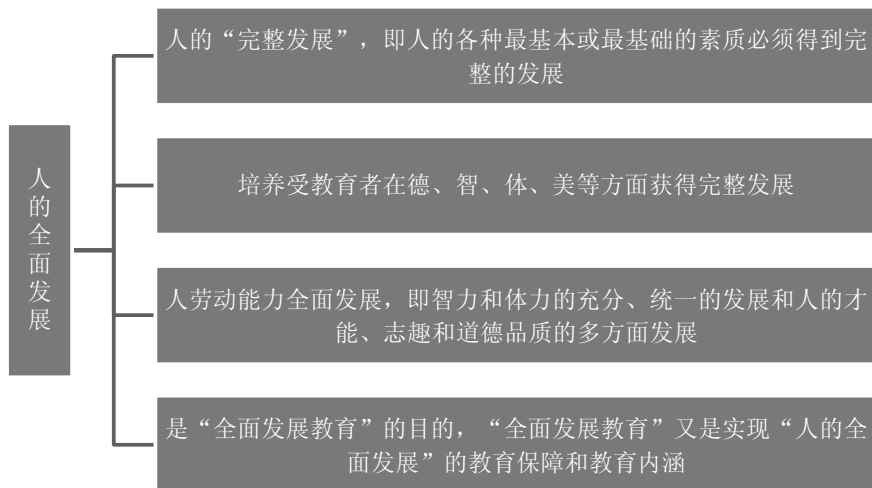 人的全面发展
人的“完整发展”，即人的各种最基本或最基础的素质必须得到完
整的发展
培养受教育者在德、智、体、美等方面获得完整发展
人劳动能力全面发展，即智力和体力的充分、统一的发展和人的才
能、志趣和道德品质的多方面发展
是“全面发展教育”的目的，“全面发展教育”又是实现“人的全
面发展”的教育保障和教育内涵